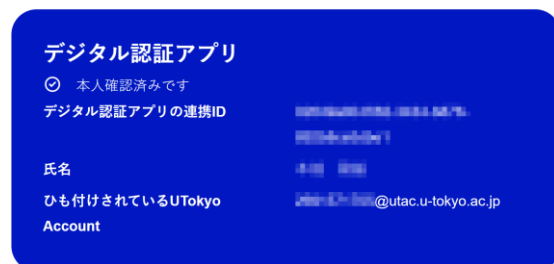 デジタル認証アプリ
本人確認済みです
デジタル認証アプリの連携ID
氏名
ひも付けされているUTokyo @utac.u-tokyo.ac.jp
Account